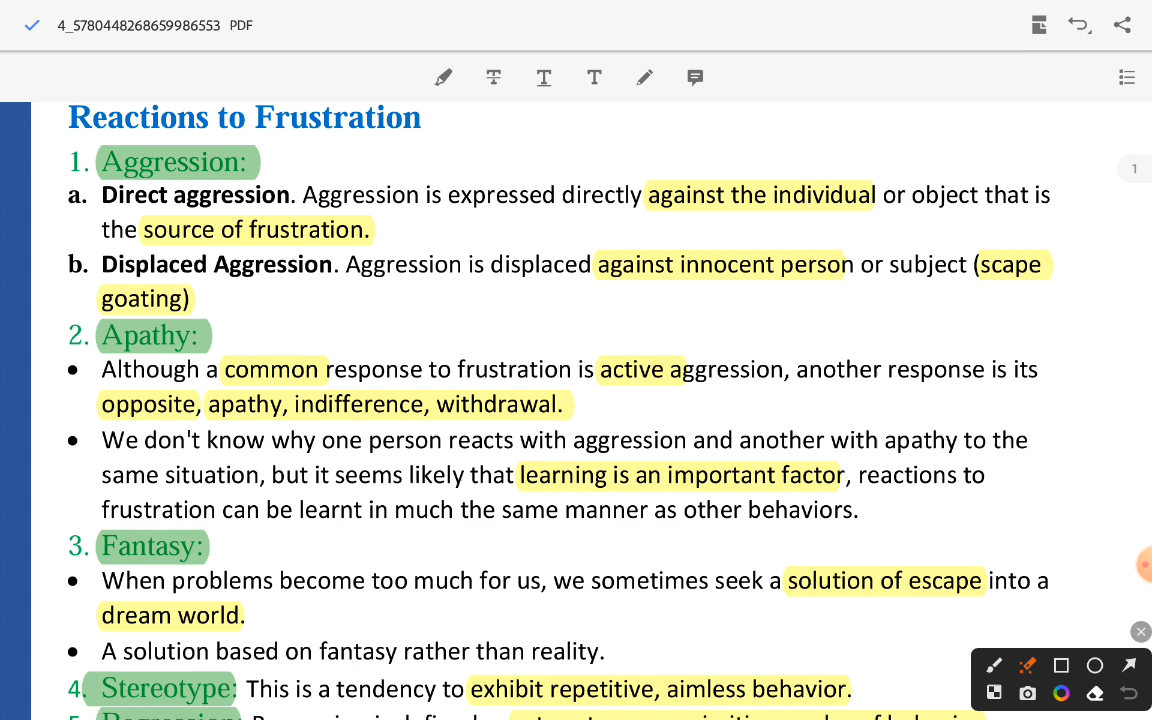 4_5780448268659986553 PDF
Reactions to Frustration
1
1. Aggression:
a. Direct aggression. Aggression is expressed directly against the individual or object that is
the source of frustration.
b. Displaced Aggression. Aggression is displaced against innocent person or subject (scape
goating)
2. Apathy:
• Although a common response to frustration is active aggression, another response is its
opposite, apathy, indifference, withdrawal.
• We don't know why one person reacts with aggression and another with apathy to the
same situation, but it seems likely that learning is an important factor, reactions to
frustration can be learnt in much the same manner as other behaviors.
3. Fantasy:
• When problems become too much for us, we sometimes seek a solution of escape into a
dream world.
• A solution based on fantasy rather than reality.
4. Stereotype: This is a tendency to exhibit repetitive, aimless behavior.
5. Regression: